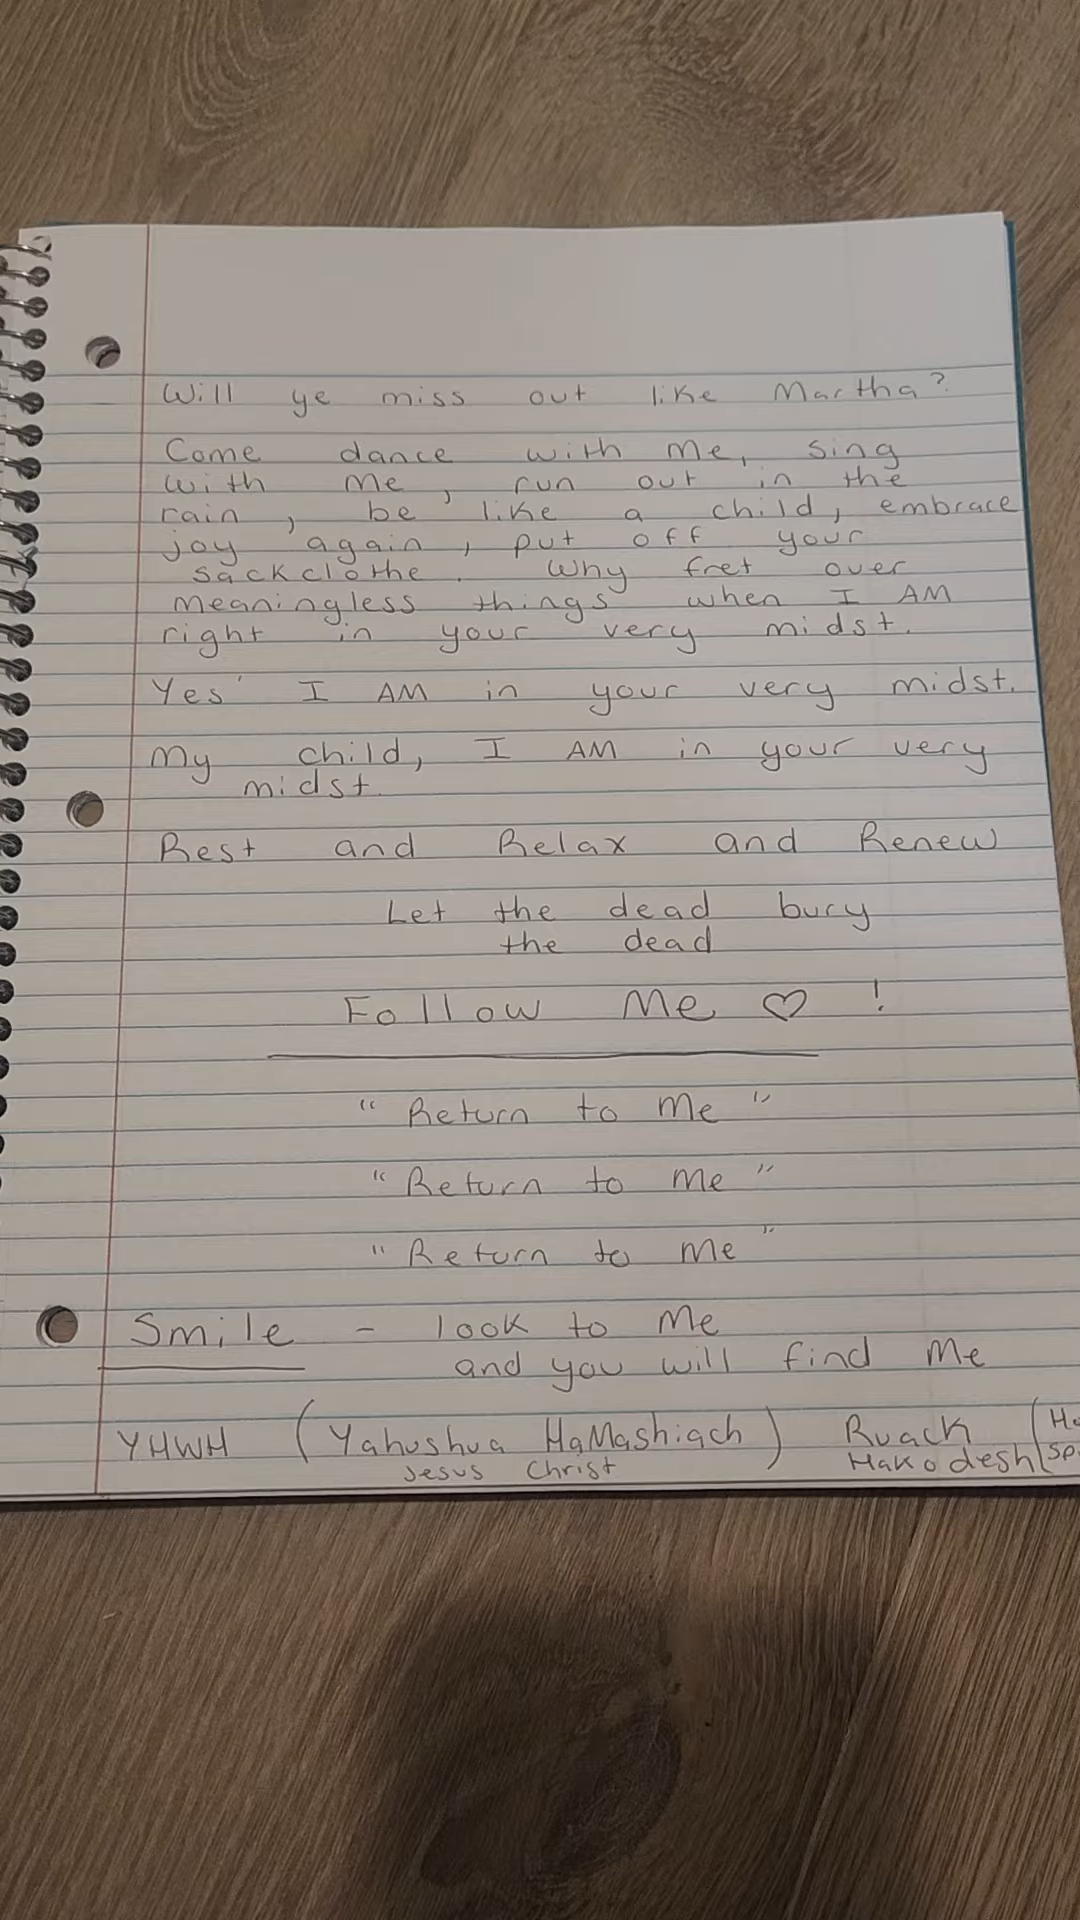 Will ye miss out like Martha?
Come dance with Me, sing
with Me, run out in the
rain, be like a child, embrace
joy again, put off your
sackclothe. Why fret over
meaningless things when I AM
right in your very midst.
Yes I AM in your very midst.
My child, I AM in your very
midst.
Rest and Relax and Renew
Let the dead bury
the dead
Follow Me ♡ !
"Return to Me"
"Return to Me"
"Return to Me"
Smile - look to Me
and you will find Me
YHWH (Yahushua HaMashiach) Ruack
Jesus Christ Hakodesh